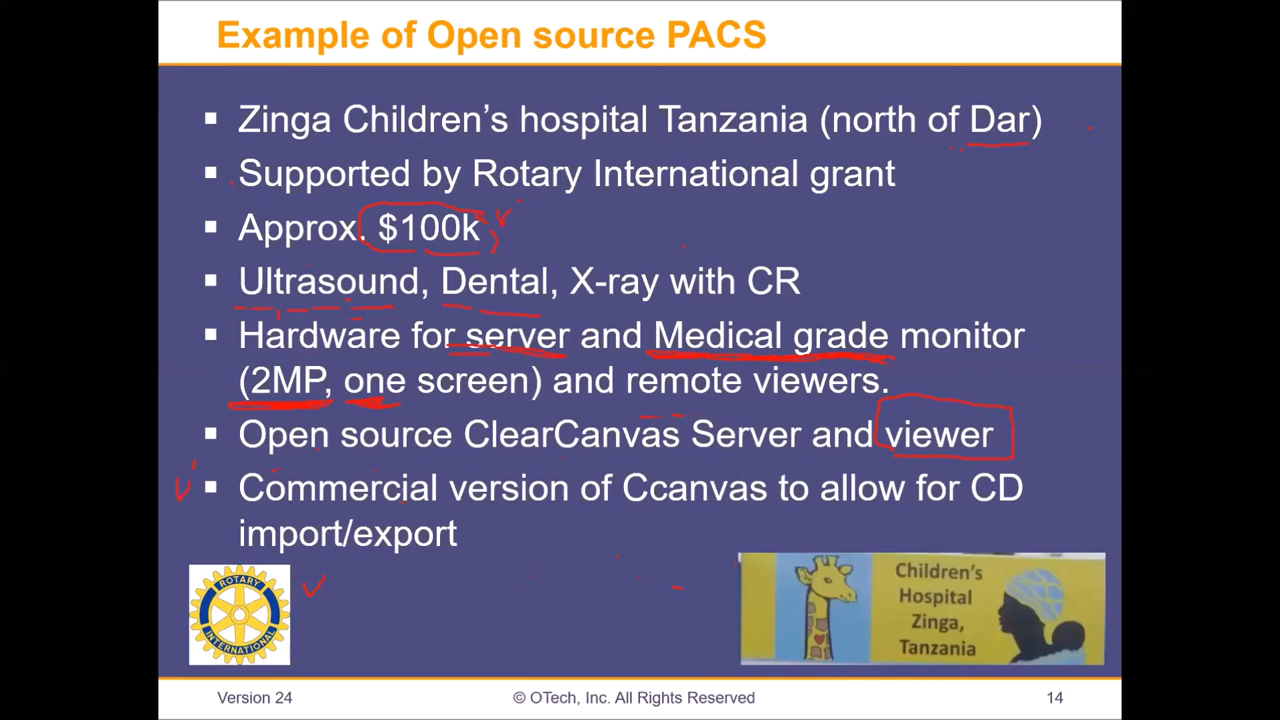 Example of Open source PACS
▪ Zinga Children's hospital Tanzania (north of Dar)
▪ Supported by Rotary International grant
▪ Approx. $100k
▪ Ultrasound, Dental, X-ray with CR
▪ Hardware for server and Medical grade monitor
(2MP, one screen) and remote viewers.
▪ Open source ClearCanvas Server and viewer
▪ Commercial version of Ccanvas to allow for CD
import/export
ROTARY
INTERNATIONAL
Children's
Hospital
Zinga,
Tanzania
Version 24
© OTech, Inc. All Rights Reserved
14